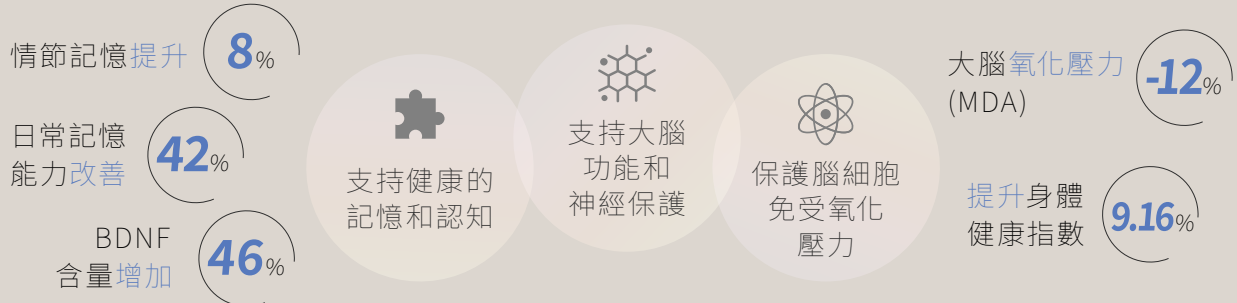 情節記憶提升 8%
日常記憶
能力改善
42%
BDNF
含量增加
46%
支持健康的
記憶和認知
支持大腦
功能和
神經保護
保護腦細胞
免受氧化
壓力
大腦氧化壓力
(MDA)
-12%
提升身體
健康指數
9.16%